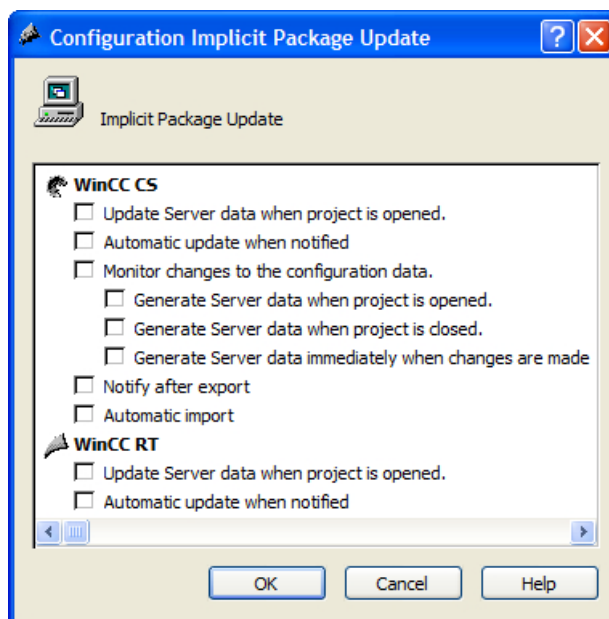 Configuration Implicit Package Update
Implicit Package Update
WinCC CS
Update Server data when project is opened.
Automatic update when notified
Monitor changes to the configuration data.
Generate Server data when project is opened.
Generate Server data when project is closed.
Generate Server data immediately when changes are made
Notify after export
Automatic import
WinCC RT
Update Server data when project is opened.
Automatic update when notified
OK Cancel Help